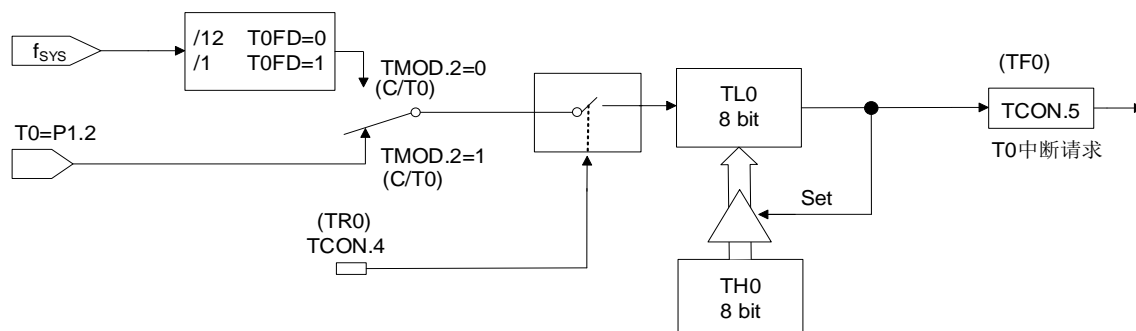 f_SYS
/12 T0FD=0
/1 T0FD=1
TMOD.2=0
(C/T0)
T0=P1.2
TMOD.2=1
(C/T0)
(TR0)
TCON.4
TL0
8 bit
Set
TH0
8 bit
(TF0)
TCON.5
T0中断请求